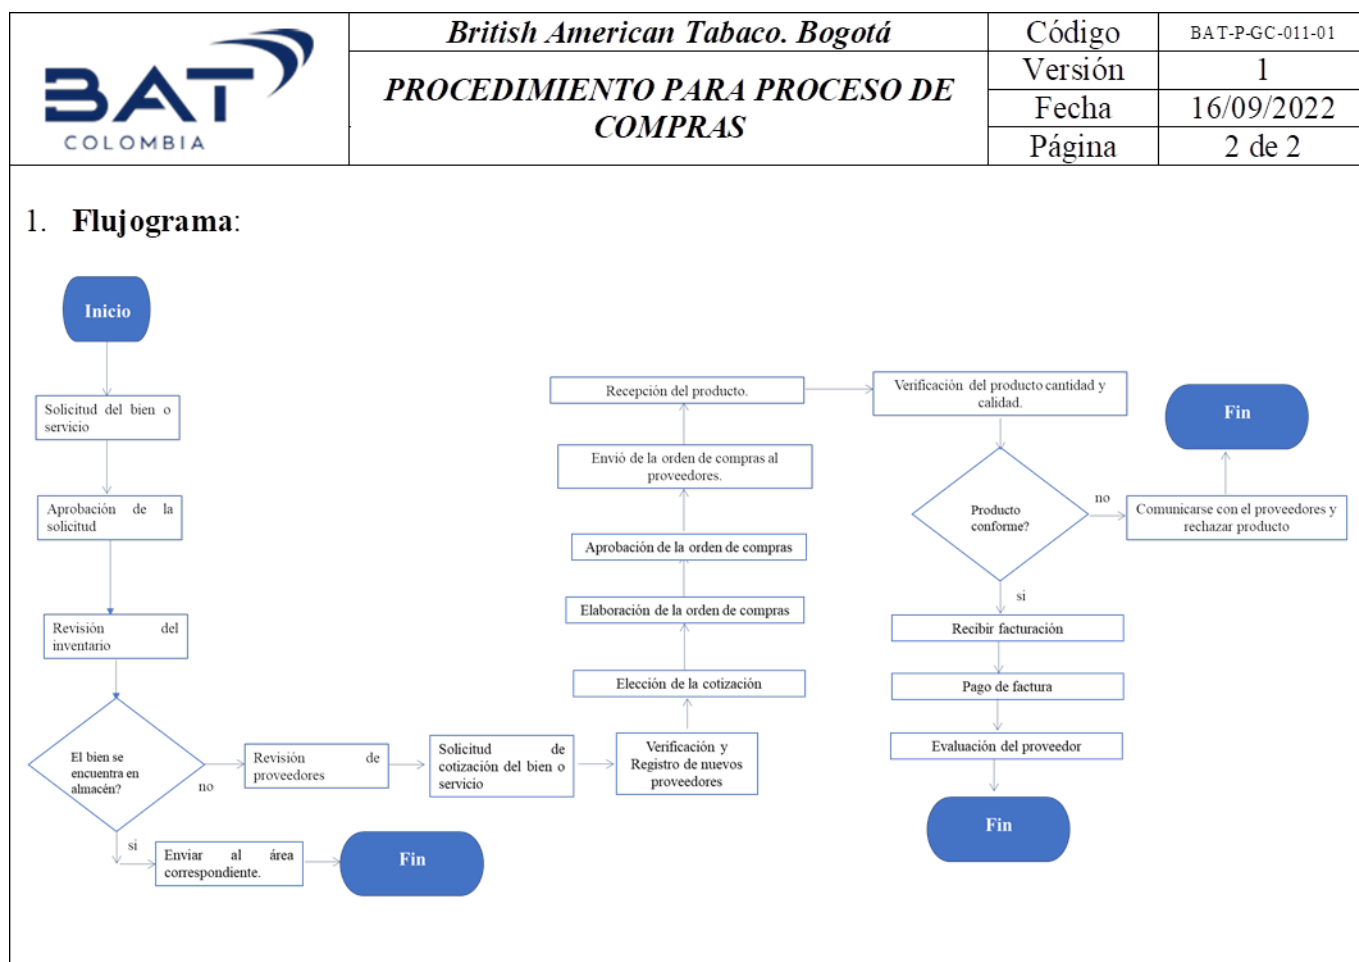 BAT
COLOMBIA
British American Tabaco. Bogotá
PROCEDIMIENTO PARA PROCESO DE
COMPRAS
Código
BAT-P-GC-011-01
Versión
1
Fecha
16/09/2022
Página
2 de 2
1. Flujograma:
Inicio
Solicitud del bien o
servicio
Aprobación de la
solicitud
Revisión del
inventario
El bien se
encuentra en
almacén?
no
si
Enviar al área
correspondiente.
Fin
Revisión de
proveedores
Solicitud de
cotización del bien o
servicio
Verificación y
Registro de nuevos
proveedores
Elección de la cotización
Elaboración de la orden de compras
Aprobación de la orden de compras
Envió de la orden de compras al
proveedores.
Recepción del producto.
Verificación del producto cantidad y
calidad.
Producto
conforme?
no
Comunicarse con el proveedores y
rechazar producto
Fin
si
Recibir facturación
Pago de factura
Evaluación del proveedor
Fin